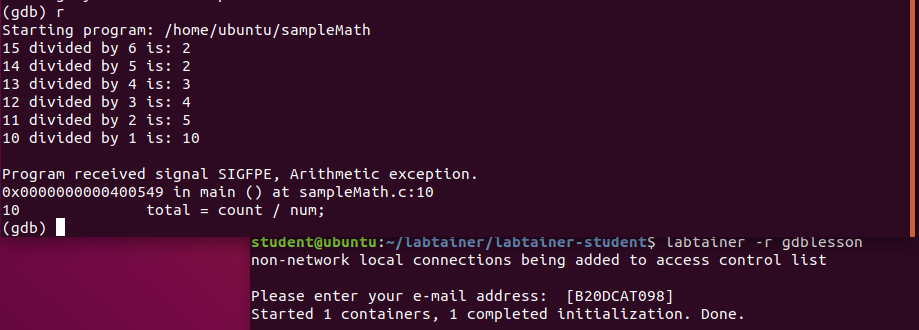 (gdb) r
Starting program: /home/ubuntu/sampleMath
15 divided by 6 is: 2
14 divided by 5 is: 2
13 divided by 4 is: 3
12 divided by 3 is: 4
11 divided by 2 is: 5
10 divided by 1 is: 10
Program received signal SIGFPE, Arithmetic exception.
0x0000000000400549 in main () at sampleMath.c:10
10              total = count / num;
(gdb)
student@ubuntu:~/labtainer/labtainer-student$ labtainer -r gdblesson
non-network local connections being added to access control list
Please enter your e-mail address:  [B20DCAT098]
Started 1 containers, 1 completed initialization. Done.